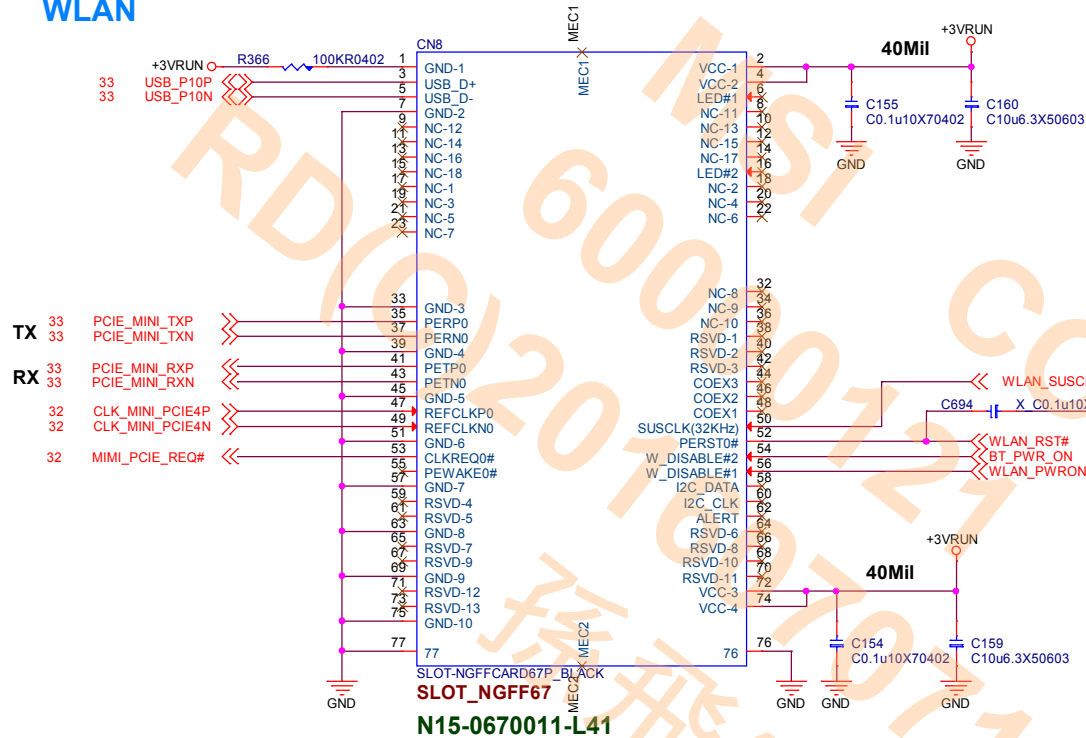 WLAN
MEC1
CN8
+3VRUN
R366
100KR0402
1
GND-1
33
USB_P10P
3
USB_D+
33
USB_P10N
5
USB_D-
7
GND-2
9
NC-12
11
NC-14
13
NC-16
15
NC-18
17
NC-1
19
NC-3
21
NC-5
23
NC-7
MEC1
2
VCC-1
4
VCC-2
6
LED#1
8
NC-11
10
NC-13
12
NC-15
14
NC-17
16
LED#2
18
NC-2
20
NC-4
22
NC-6
40Mil
+3VRUN
C155
C0.1u10X70402
C160
C10u6.3X50603
GND
GND
33
GND-3
TX
33
PCIE_MINI_TXP
35
PERP0
33
PCIE_MINI_TXN
37
PERN0
39
GND-4
RX
33
PCIE_MINI_RXP
41
PETP0
33
PCIE_MINI_RXN
43
PETN0
45
GND-5
32
CLK_MINI_PCIE4P
47
REFCLKP0
32
CLK_MINI_PCIE4N
49
REFCLKN0
51
GND-6
32
MIMI_PCIE_REQ#
53
CLKREQ0#
55
PEWAKE0#
57
GND-7
59
RSVD-4
61
RSVD-5
63
GND-8
65
RSVD-7
67
RSVD-9
69
GND-9
71
RSVD-12
73
RSVD-13
75
GND-10
77
77
32
NC-8
34
NC-9
36
NC-10
38
RSVD-1
40
RSVD-2
42
RSVD-3
44
COEX3
46
COEX2
48
COEX1
50
SUSCLK(32KHz)
52
PERST0#
54
W_DISABLE#2
56
W_DISABLE#1
58
I2C_DATA
60
I2C_CLK
62
ALERT
64
RSVD-6
66
RSVD-8
68
RSVD-10
70
RSVD-11
72
VCC-3
74
VCC-4
76
76
WLAN_SUSC
C694
X_C0.1u10
WLAN_RST#
BT_PWR_ON
WLAN_PWRON
+3VRUN
40Mil
C154
C0.1u10X70402
C159
C10u6.3X50603
GND
GND
GND
GND
MEC2
MEC2
SLOT-NGFFCARD67P_BLACK
SLOT_NGFF67
N15-0670011-L41
MSI
RD(C)20160707
孫飛